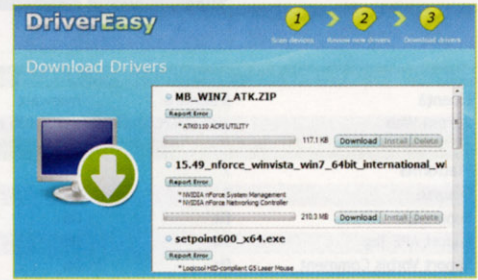 DriverEasy
1 > 2 > 3
Scan devices Review new drivers Download drivers
Download Drivers
MB_WIN7_ATK.ZIP
Report Error
* ATK0110 ACPI UTILITY
117.1 KB Download Install Delete
15.49_nforce_winvista_win7_64bit_international_wl
Report Error
* NVIDIA nForce System Management
* NVIDIA nForce Networking Controller
210.3 MB Download Install Delete
setpoint600_x64.exe
Report Error
* Logicool HID-compliant G5 Laser Mouse